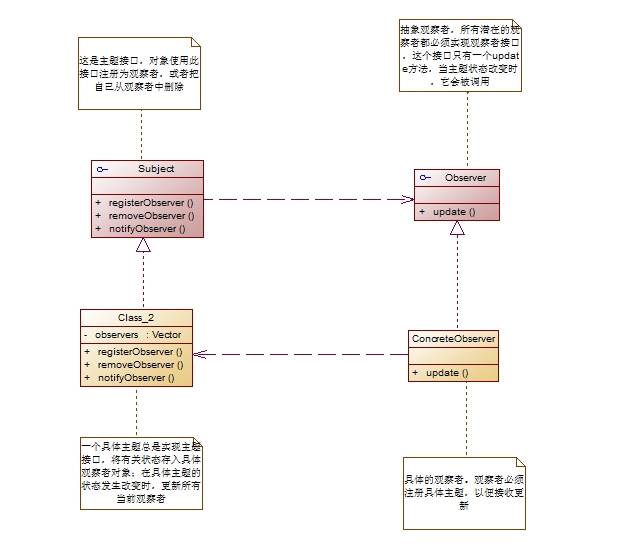 这是主题接口，对象使用此
接口注册为观察者，或者把
自己从观察者中删除
抽象观察者，所有潜在的观
察者都必须实现观察者接口
，这个接口只有一个updat
e方法，当主题状态改变时
，它会被调用
Subject
+ registerObserver ()
+ removeObserver ()
+ notifyObserver ()
Observer
+ update ()
Class_2
- observers : Vector
+ registerObserver ()
+ removeObserver ()
+ notifyObserver ()
ConcreteObserver
+ update ()
一个具体主题总是实现主题
接口，将有关状态存入具体
观察者对象；在具体主题的
状态发生改变时，更新所有
当前观察者
具体的观察者。观察者必须
注册具体主题，以便接收更
新